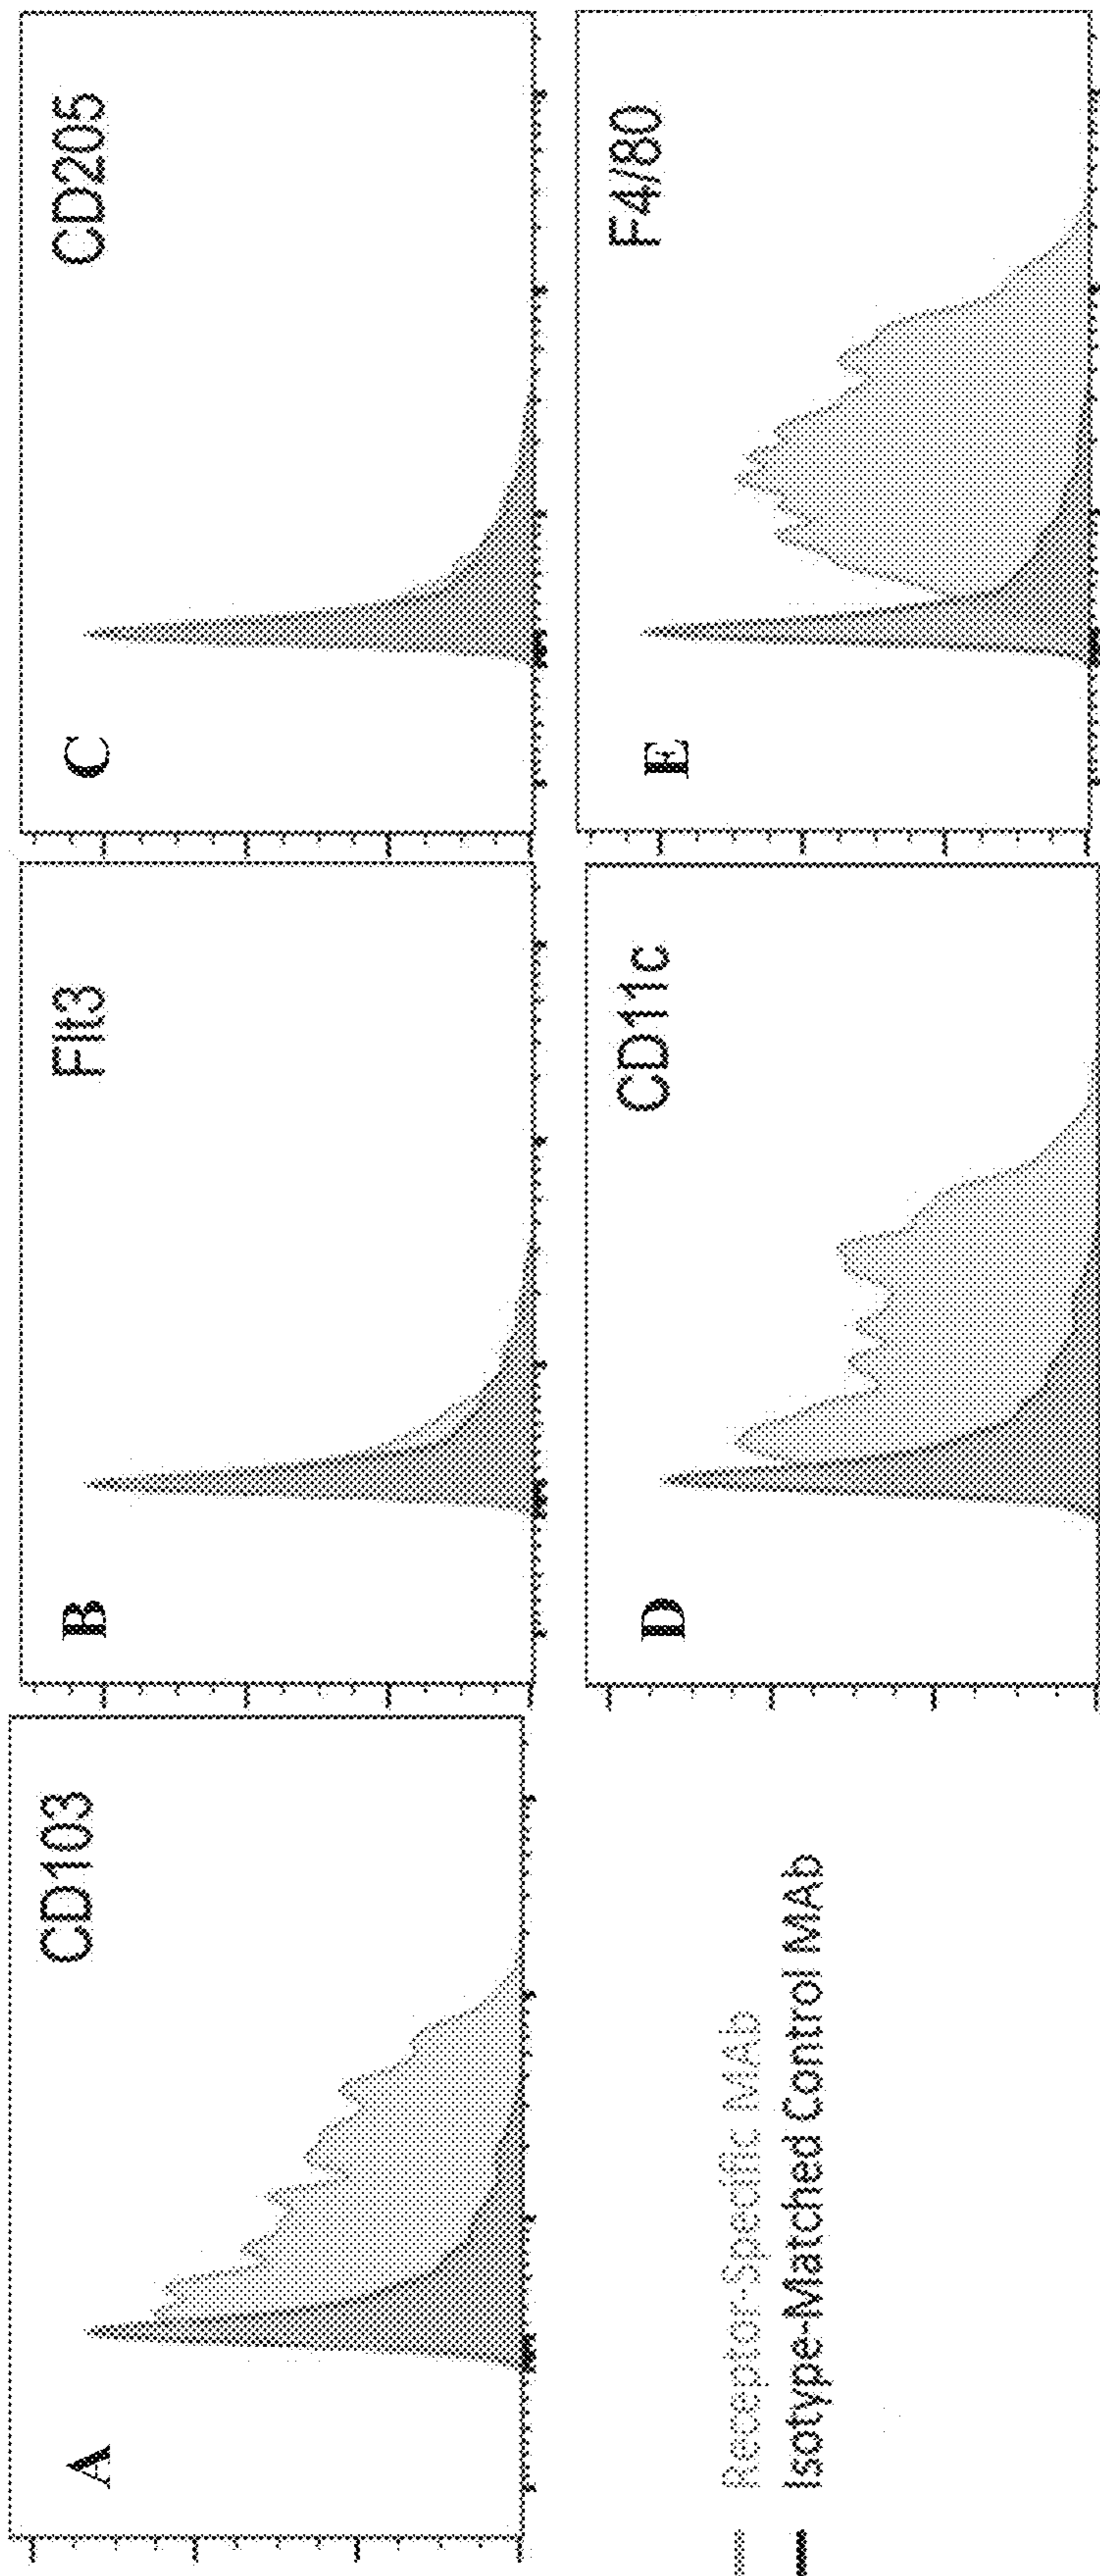 A
CD103
B
Flt3
C
CD205
D
CD11c
E
F4/80
Receptor-Specific MAb
Isotype-Matched Control MAb